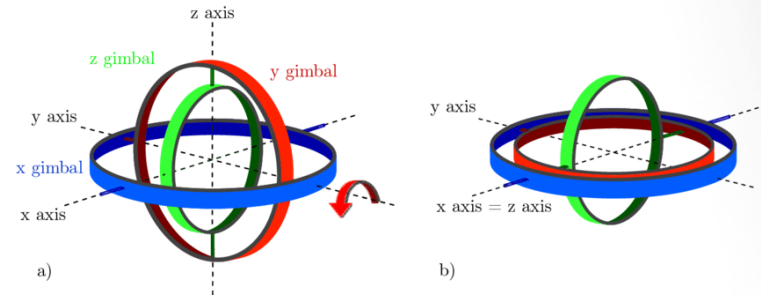 z axis
z gimbal
y gimbal
y axis
x gimbal
x axis
a)
y axis
x axis = z axis
b)